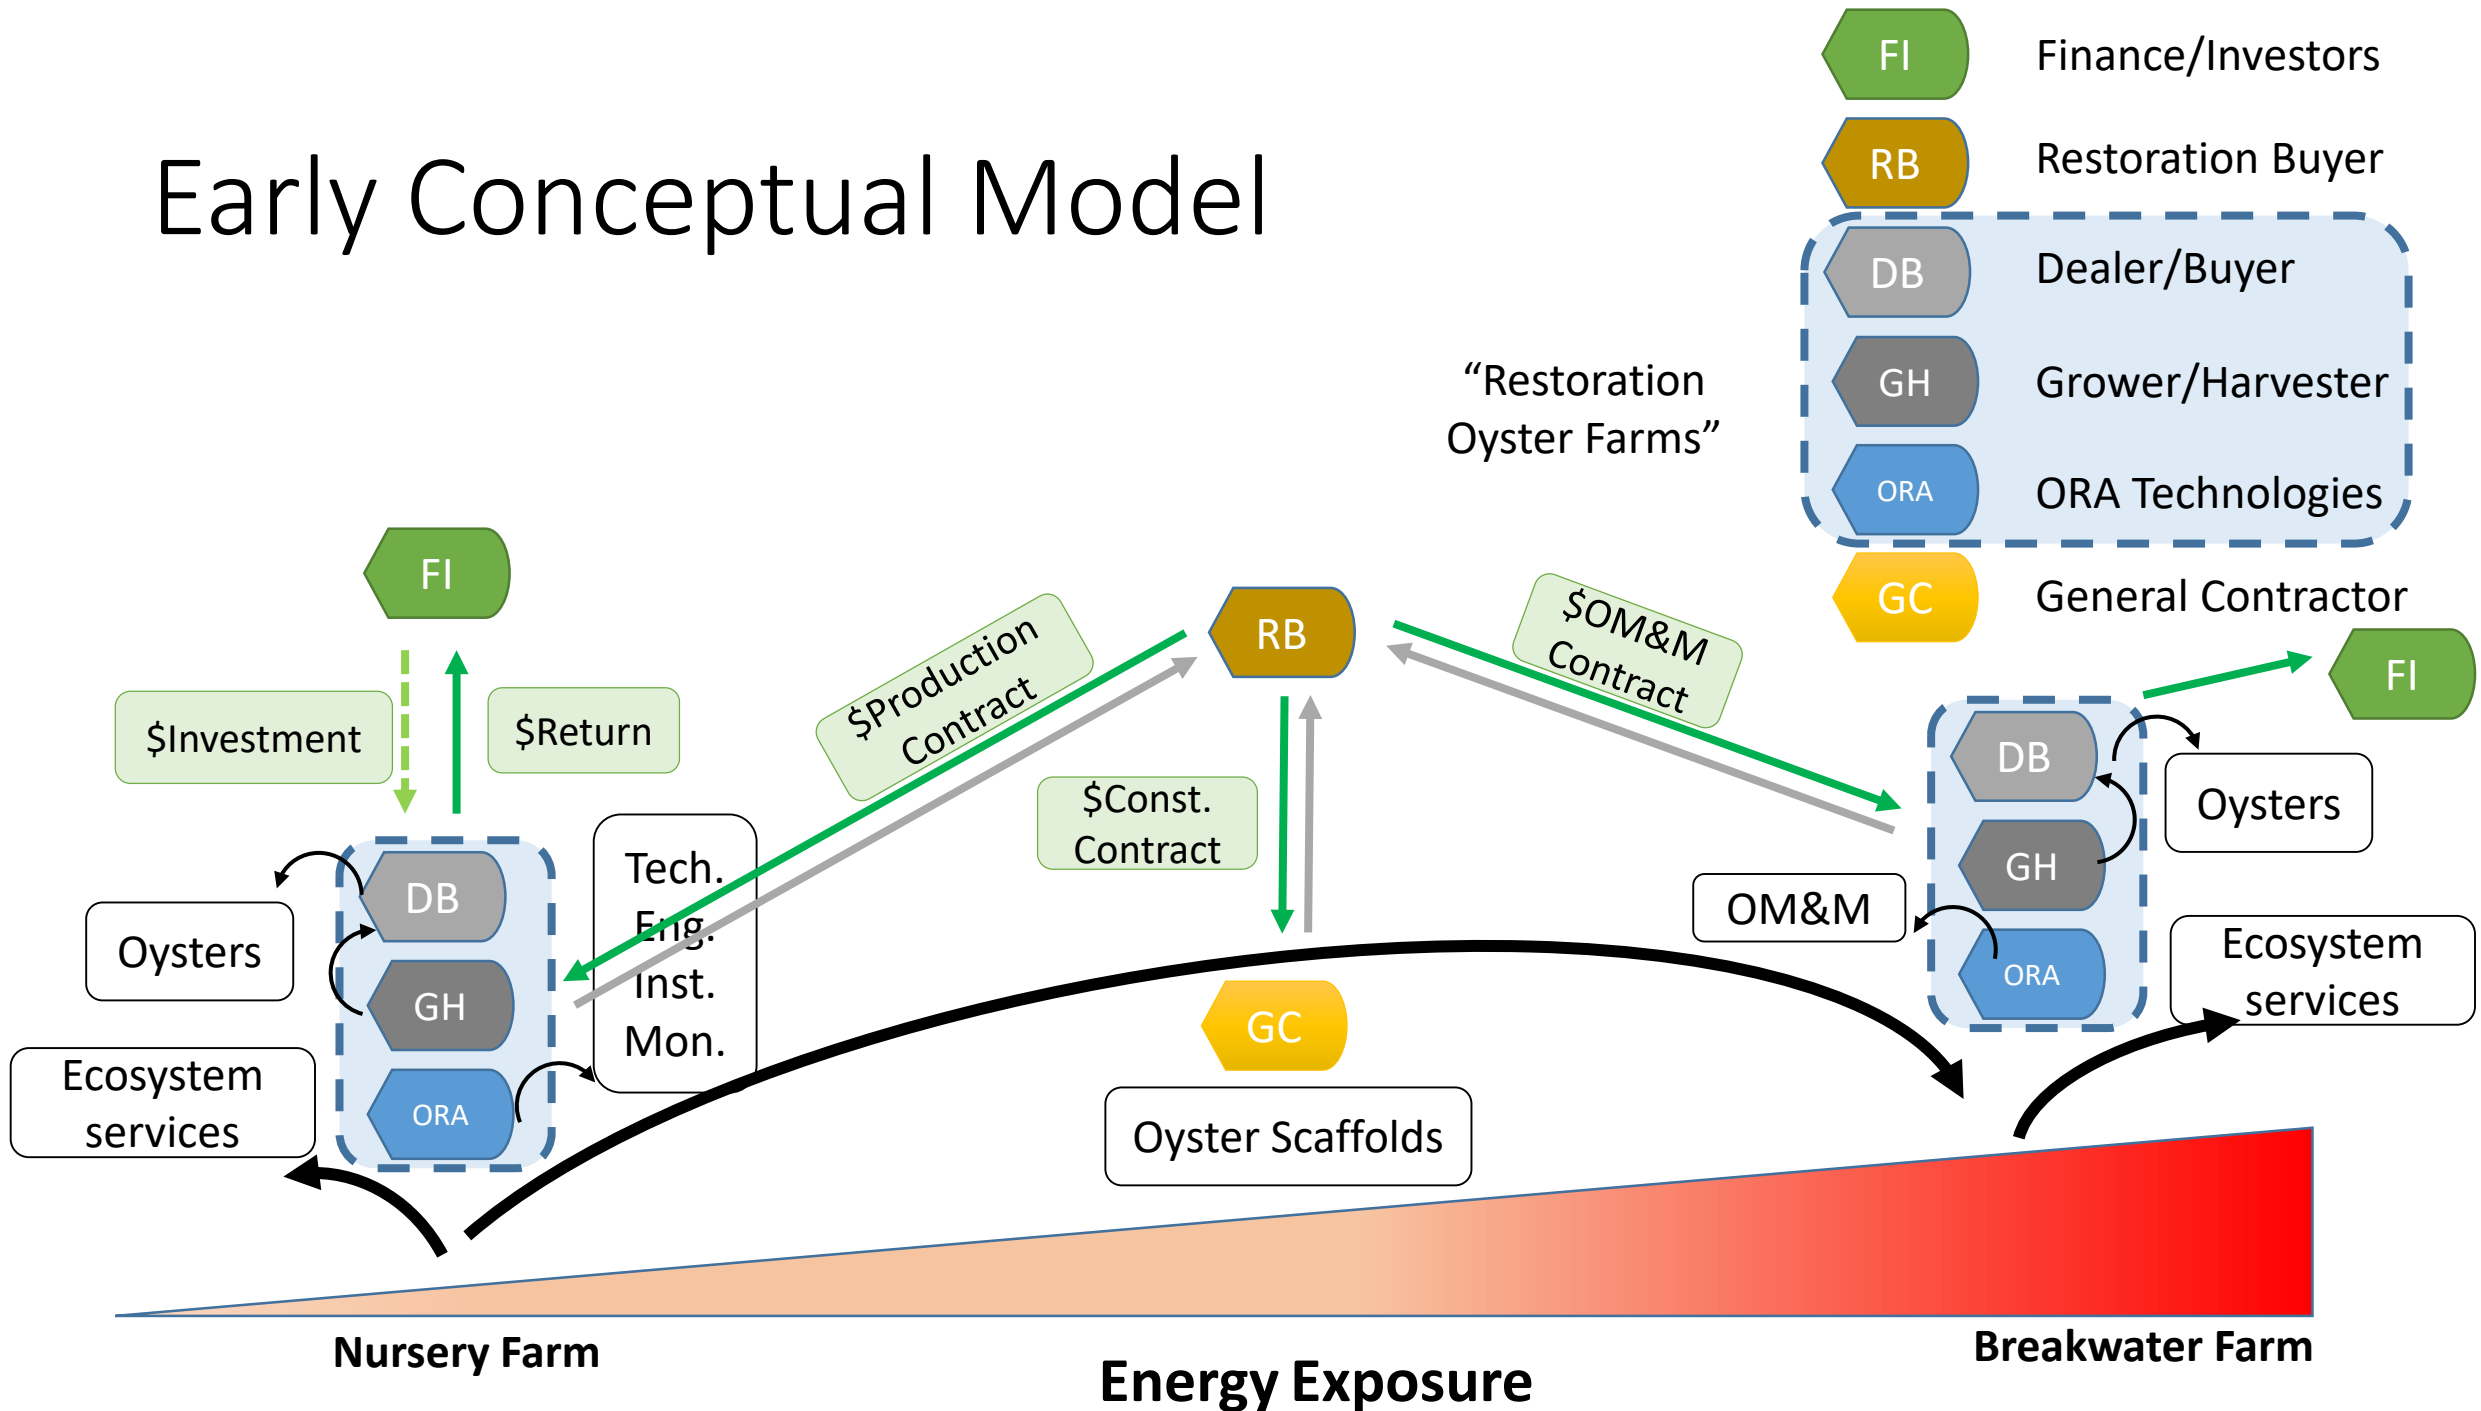 Early Conceptual Model
FI
Finance/Investors
RB
Restoration Buyer
DB
Dealer/Buyer
GH
Grower/Harvester
ORA
ORA Technologies
GC
General Contractor
“Restoration
Oyster Farms”
FI
$Investment
$Return
$Production
Contract
RB
$Const.
Contract
$OM&M
Contract
FI
DB
GH
ORA
Oysters
Ecosystem
services
Tech.
Eng.
Inst.
Mon.
GC
Oyster Scaffolds
DB
GH
ORA
Oysters
OM&M
Ecosystem
services
Nursery Farm
Energy Exposure
Breakwater Farm